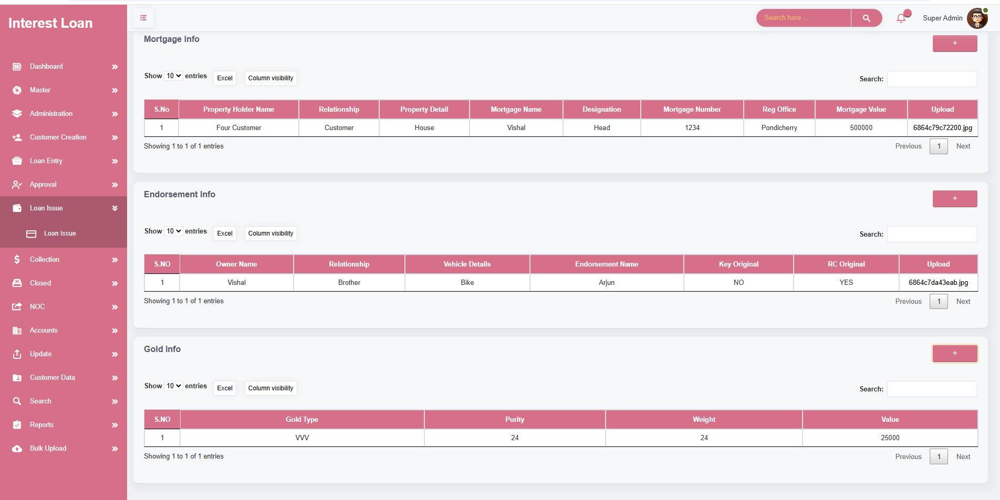 Interest Loan
Search here ...
Super Admin
Dashboard
Master
Administration
Customer Creation
Loan Entry
Approval
Loan Issue
Loan Issue
Collection
Closed
NOC
Accounts
Update
Customer Data
Search
Reports
Bulk Upload
Mortgage Info
+
Show 10 entries Excel Column visibility Search:
S.No Property Holder Name Relationship Property Detail Mortgage Name Designation Mortgage Number Reg Office Mortgage Value Upload
1 Four Customer Customer House Vishal Head 1234 Pondicherry 500000 6864c79c72200.jpg
Showing 1 to 1 of 1 entries Previous 1 Next
Endorsement Info
+
Show 10 entries Excel Column visibility Search:
S.NO Owner Name Relationship Vehicle Details Endorsement Name Key Original RC Original Upload
1 Vishal Brother Bike Arjun NO YES 6864c7da43eab.jpg
Showing 1 to 1 of 1 entries Previous 1 Next
Gold Info
+
Show 10 entries Excel Column visibility Search:
S.NO Gold Type Purity Weight Value
1 VVV 24 24 25000
Showing 1 to 1 of 1 entries Previous 1 Next